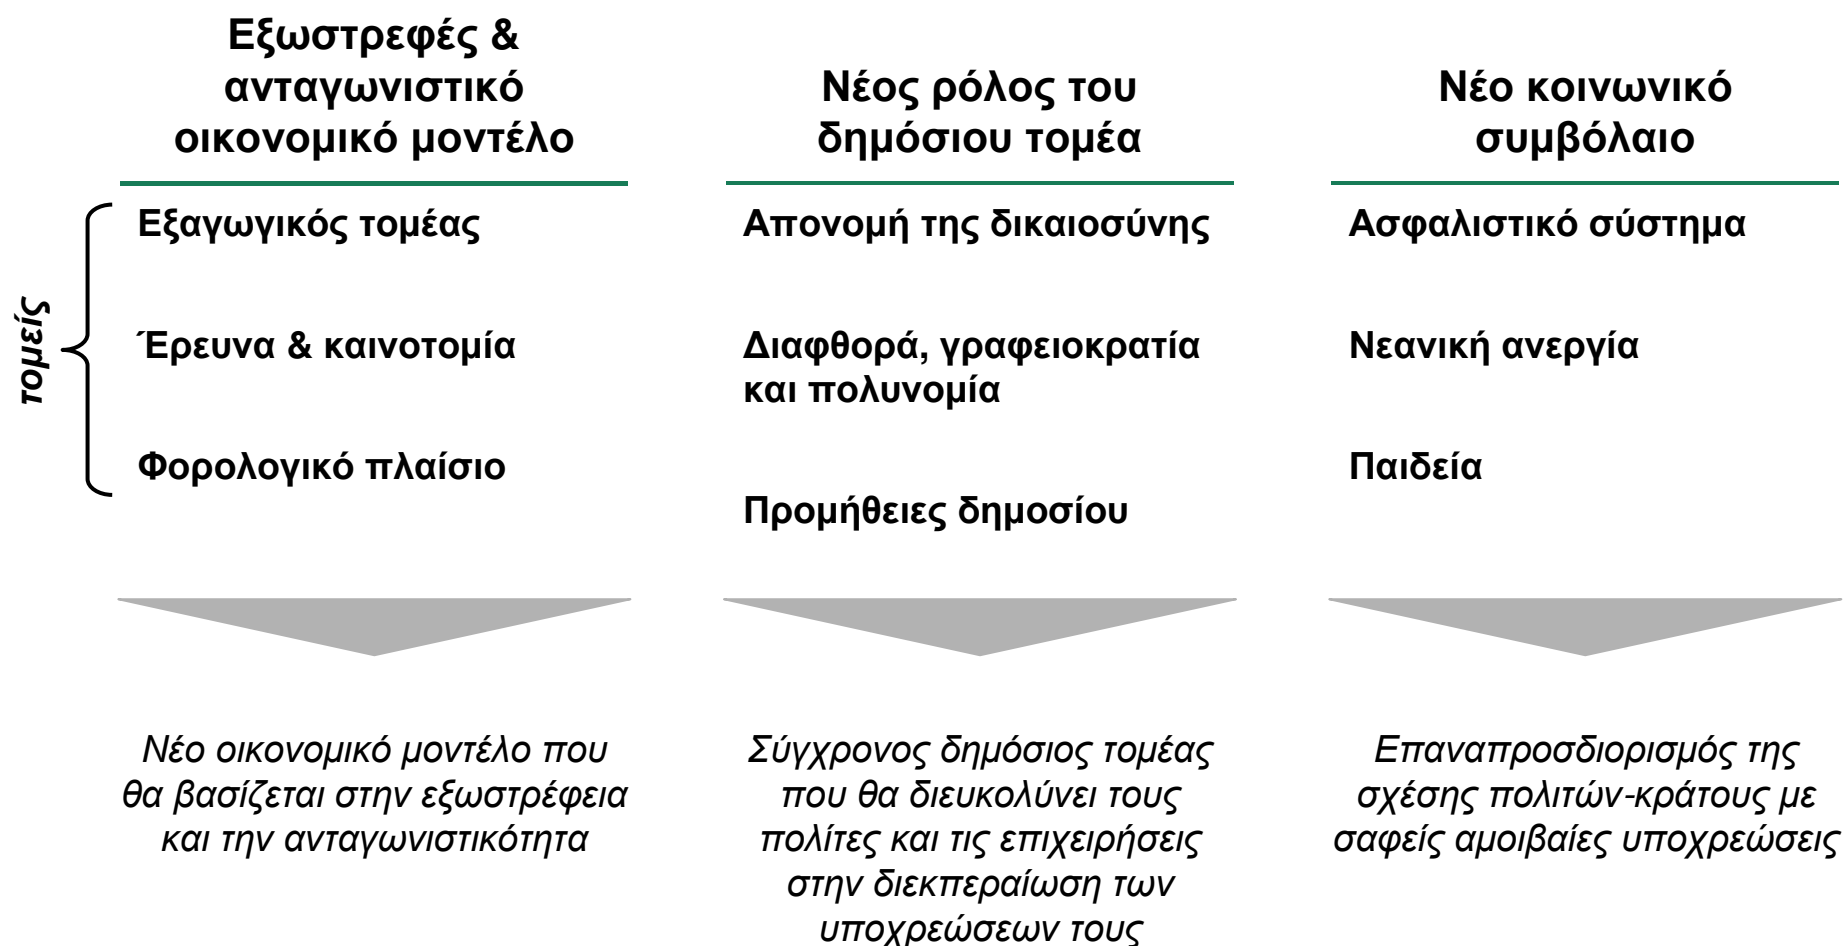 Εξωστρεφές &
ανταγωνιστικό
οικονομικό μοντέλο
Νέος ρόλος του
δημόσιου τομέα
Νέο κοινωνικό
συμβόλαιο
τομείς
Εξαγωγικός τομέας
Έρευνα & καινοτομία
Φορολογικό πλαίσιο
Απονομή της δικαιοσύνης
Διαφθορά, γραφειοκρατία
και πολυνομία
Προμήθειες δημοσίου
Ασφαλιστικό σύστημα
Νεανική ανεργία
Παιδεία
Νέο οικονομικό μοντέλο που
θα βασίζεται στην εξωστρέφεια
και την ανταγωνιστικότητα
Σύγχρονος δημόσιος τομέας
που θα διευκολύνει τους
πολίτες και τις επιχειρήσεις
στην διεκπεραίωση των
υποχρεώσεων τους
Επαναπροσδιορισμός της
σχέσης πολιτών-κράτους με
σαφείς αμοιβαίες υποχρεώσεις